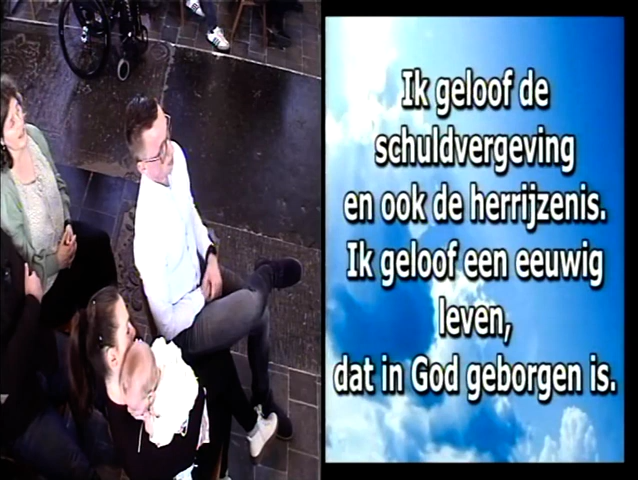 Ik geloof de
schuldvergeving
en ook de herrijzenis.
Ik geloof een eeuwig
leven,
dat in God geborgen is.